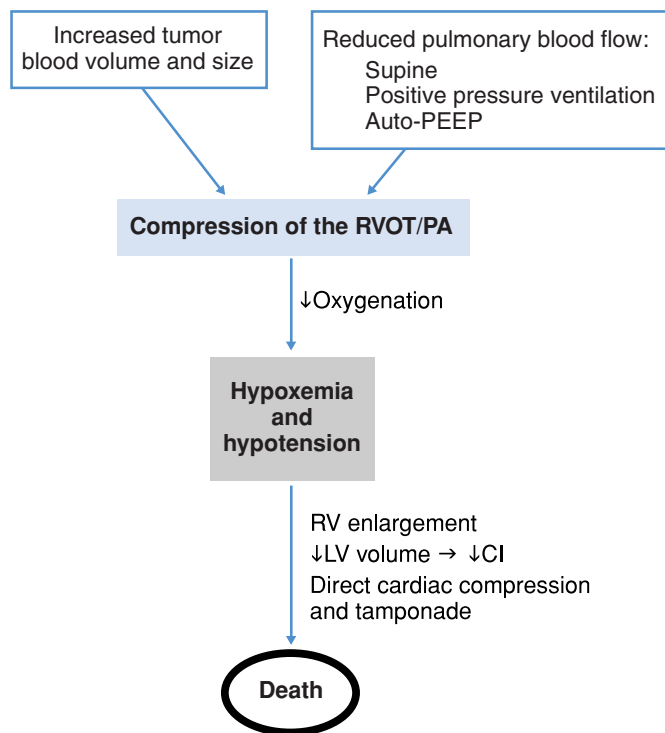 Increased tumor
blood volume and size
Reduced pulmonary blood flow:
Supine
Positive pressure ventilation
Auto-PEEP
Compression of the RVOT/PA
↓Oxygenation
Hypoxemia
and
hypotension
RV enlargement
↓LV volume → ↓CI
Direct cardiac compression
and tamponade
Death